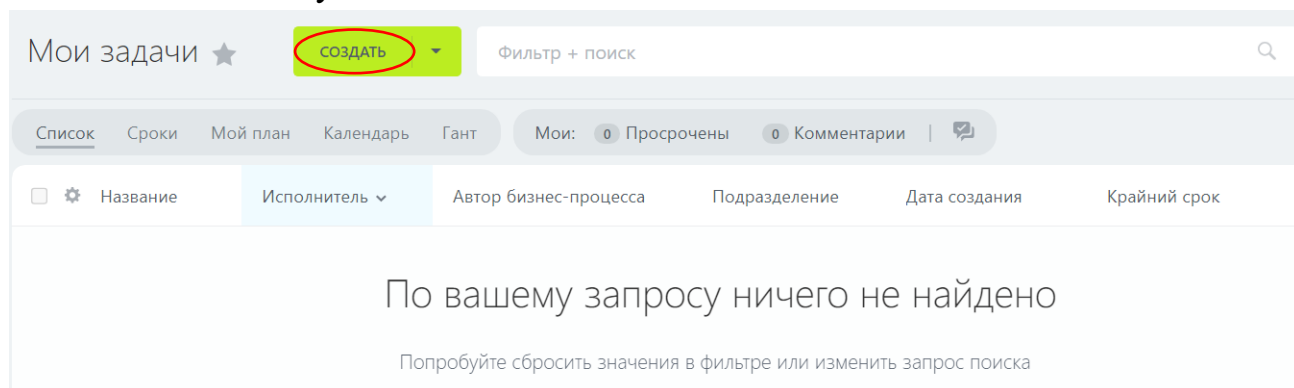 Мои задачи СОЗДАТЬ Фильтр + поиск
Список Сроки Мой план Календарь Гант Мои: 0 Просрочены 0 Комментарии |
Название Исполнитель Автор бизнес-процесса Подразделение Дата создания Крайний срок
По вашему запросу ничего не найдено
Попробуйте сбросить значения в фильтре или изменить запрос поиска